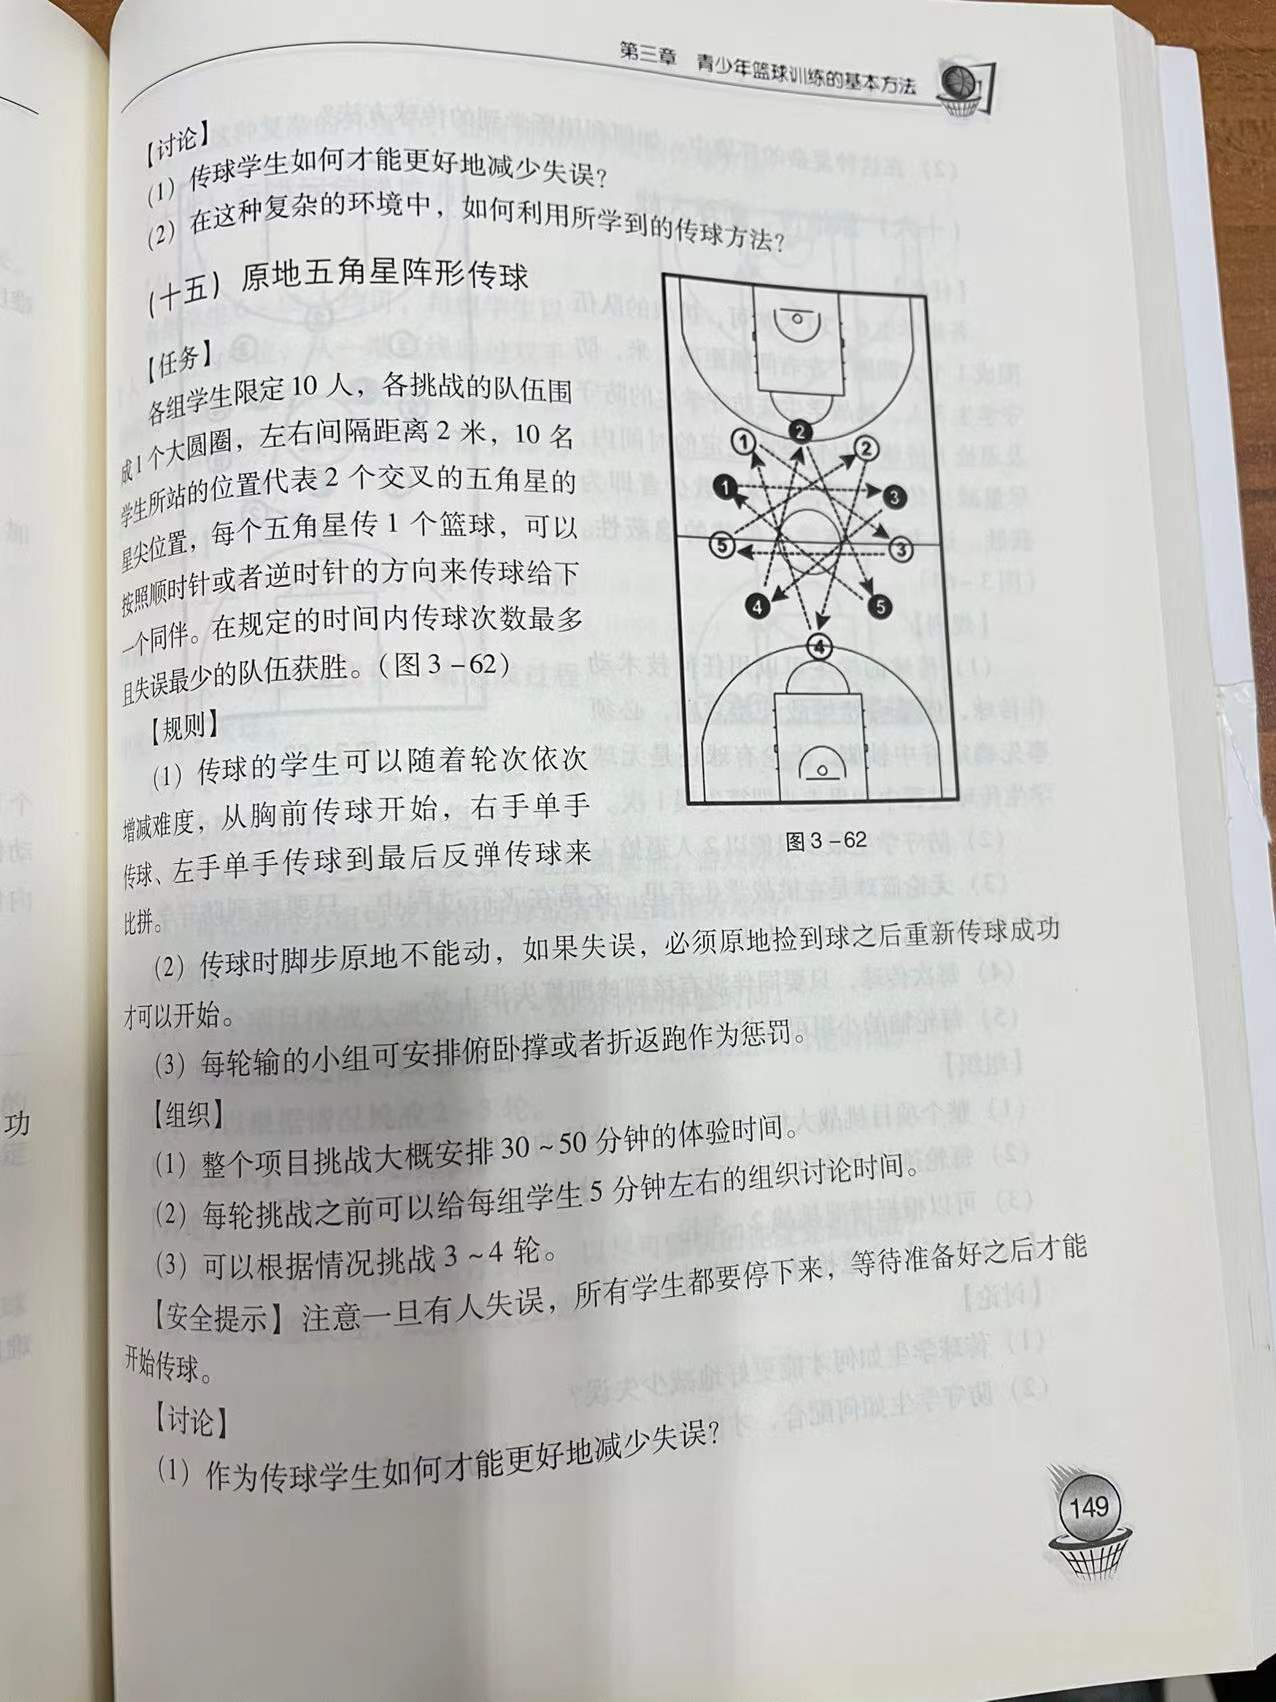 第三章 青少年篮球训练的基本方法
【讨论】
(1) 传球学生如何才能更好地减少失误?
(2) 在这种复杂的环境中，如何利用所学到的传球方法?
(十五) 原地五角星阵形传球
【任务】
各组学生限定 10 人，各挑战的队伍围
成1个大圆圈，左右间隔距离 2 米，10 名
学生所站的位置代表 2 个交叉的五角星的
星尖位置，每个五角星传 1 个篮球，可以
按照顺时针或者逆时针的方向来传球给下
一个同伴。在规定的时间内传球次数最多
且失误最少的队伍获胜。(图 3-62)
【规则】
(1) 传球的学生可以随着轮次依次
增减难度，从胸前传球开始，右手单手
传球、左手单手传球到最后反弹传球来
比拼。
① ❷ ②
❶ ❸
⑤ ③
❹ ❺
④
图 3-62
(2) 传球时脚步原地不能动，如果失误，必须原地捡到球之后重新传球成功
才可以开始。
(3) 每轮输的小组可安排俯卧撑或者折返跑作为惩罚。
【组织】
(1) 整个项目挑战大概安排 30～50 分钟的体验时间。
(2) 每轮挑战之前可以给每组学生 5 分钟左右的组织讨论时间。
(3) 可以根据情况挑战 3～4 轮。
【安全提示】注意一旦有人失误，所有学生都要停下来，等待准备好之后才能
开始传球。
【讨论】
(1) 作为传球学生如何才能更好地减少失误?
149
功